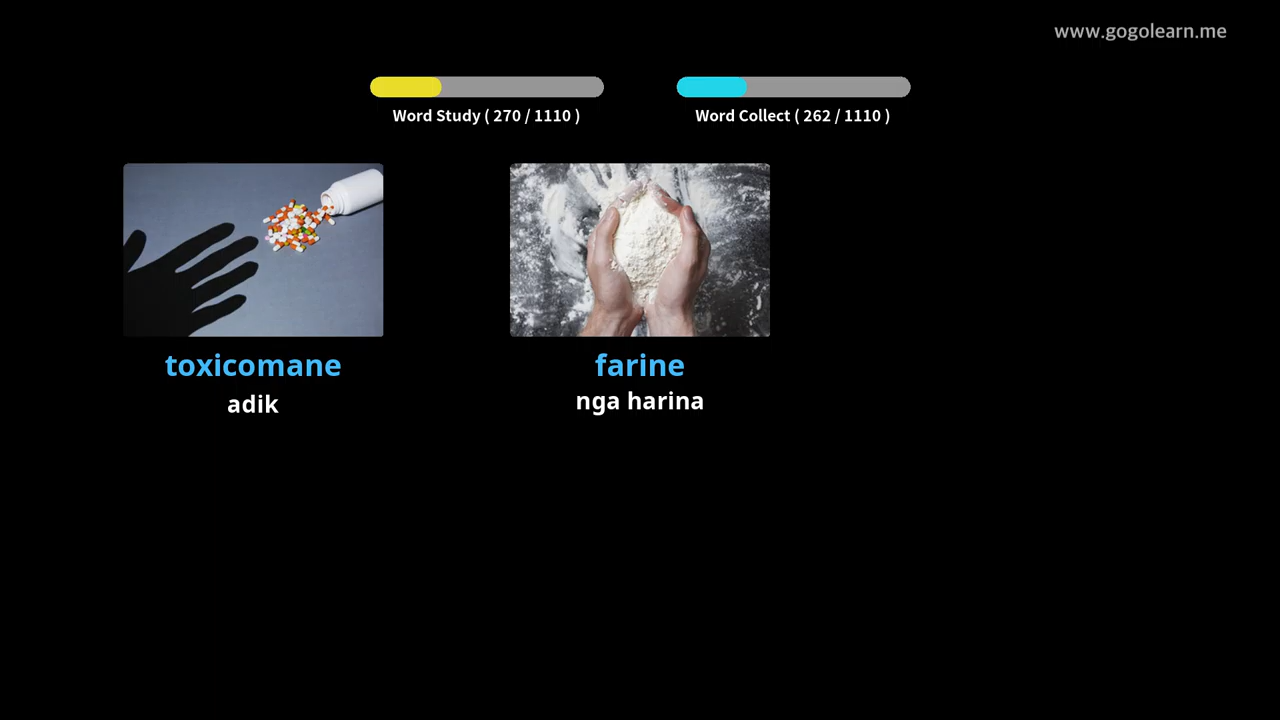 www.gogolearn.me
Word Study ( 270 / 1110 )
Word Collect ( 262 / 1110 )
toxicomane
adik
farine
nga harina